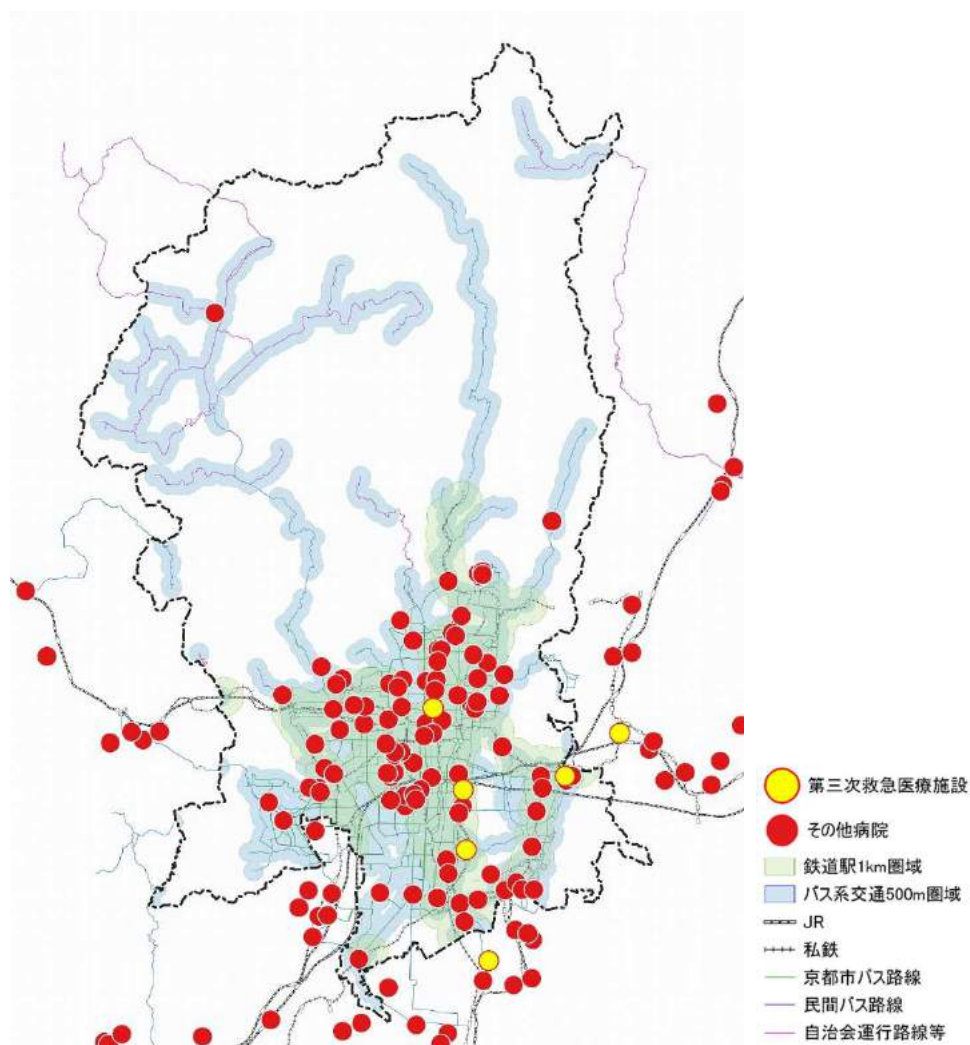 第三次救急医療施設
その他病院
鉄道駅1km圏域
バス系交通500m圏域
JR
私鉄
京都市バス路線
民間バス路線
自治会運行路線等